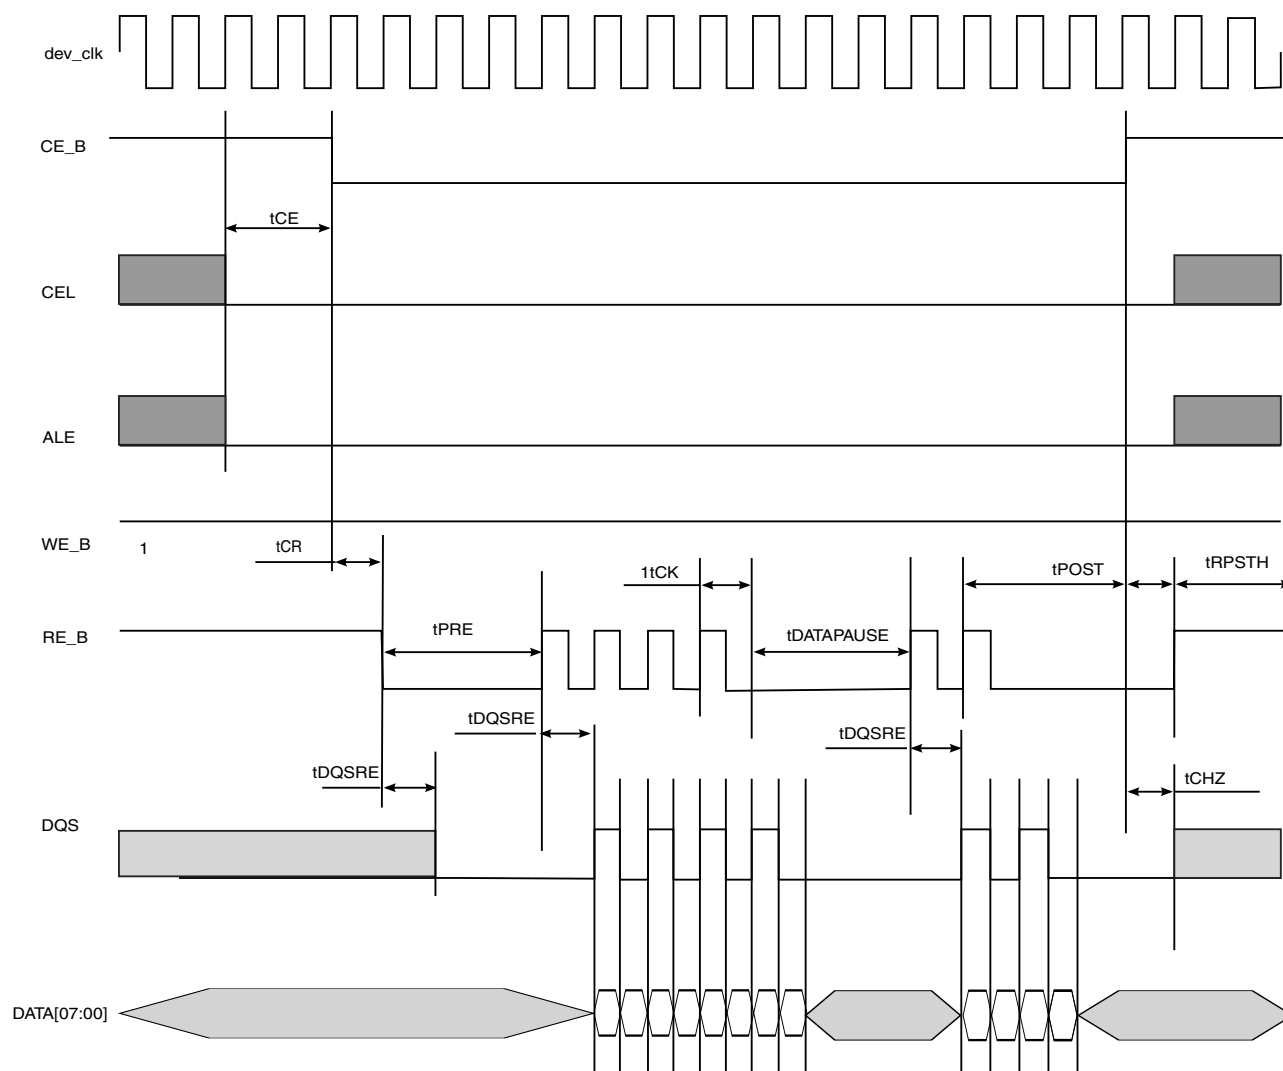 dev_clk
CE_B
tCE
CEL
ALE
WE_B
1
tCR
1tCK
tPOST
tRPSTH
RE_B
tPRE
tDATAPAUSE
tDQSRE
tDQSRE
tDQSRE
tCHZ
DQS
DATA[07:00]